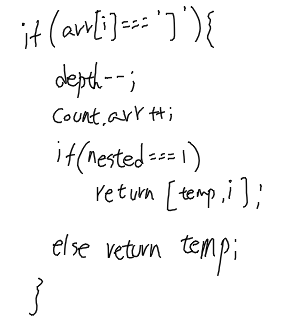 if(arr[i]===']'){
depth--;
count.arr++;
if(nested===1)
return [temp,i];
else return temp;
}